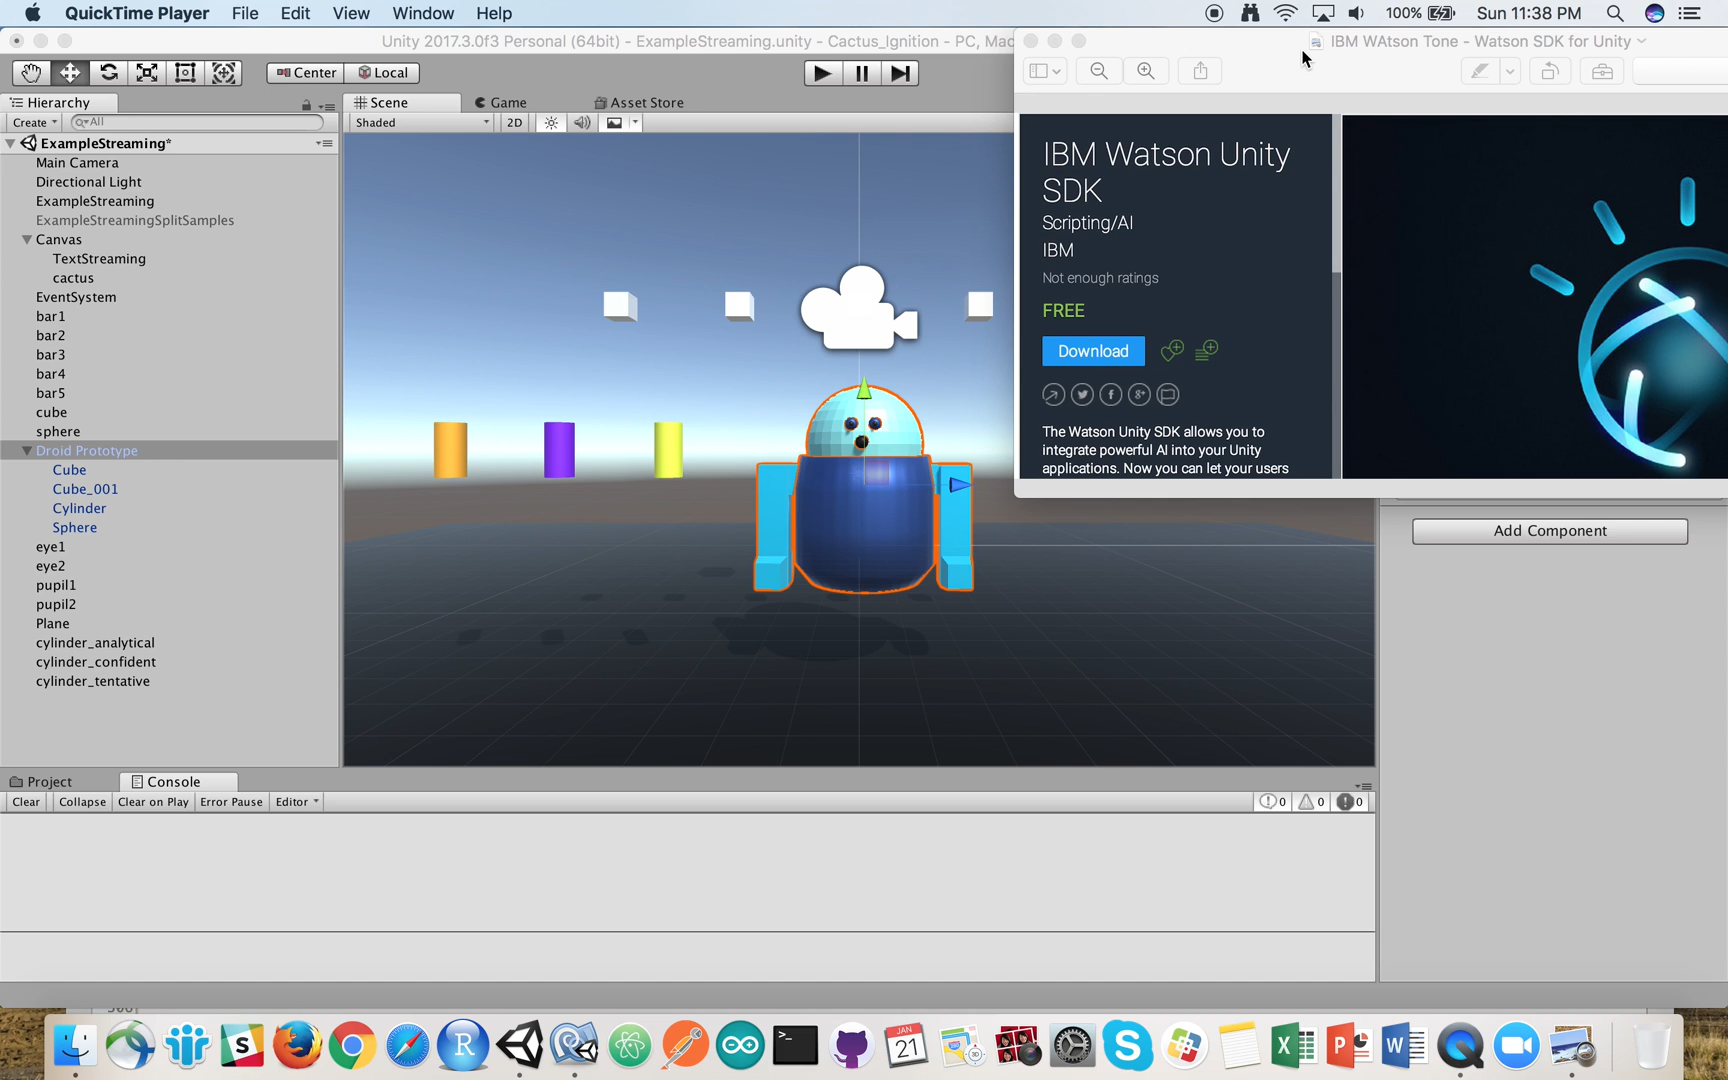 QuickTime Player File Edit View Window Help 100% Sun 11:38 PM
Unity 2017.3.0f3 Personal (64bit) - ExampleStreaming.unity - Cactus_Ignition - PC, Mac
IBM WAtson Tone - Watson SDK for Unity
Center Local
Hierarchy
Create All
ExampleStreaming*
Main Camera
Directional Light
ExampleStreaming
ExampleStreamingSplitSamples
Canvas
TextStreaming
cactus
EventSystem
bar1
bar2
bar3
bar4
bar5
cube
sphere
Droid Prototype
Cube
Cube_001
Cylinder
Sphere
eye1
eye2
pupil1
pupil2
Plane
cylinder_analytical
cylinder_confident
cylinder_tentative
Scene Game Asset Store
Shaded 2D
IBM Watson Unity
SDK
Scripting/AI
IBM
Not enough ratings
FREE
Download
The Watson Unity SDK allows you to
integrate powerful AI into your Unity
applications. Now you can let your users
Add Component
Project Console
Clear Collapse Clear on Play Error Pause Editor 0 0 0
JAN
21